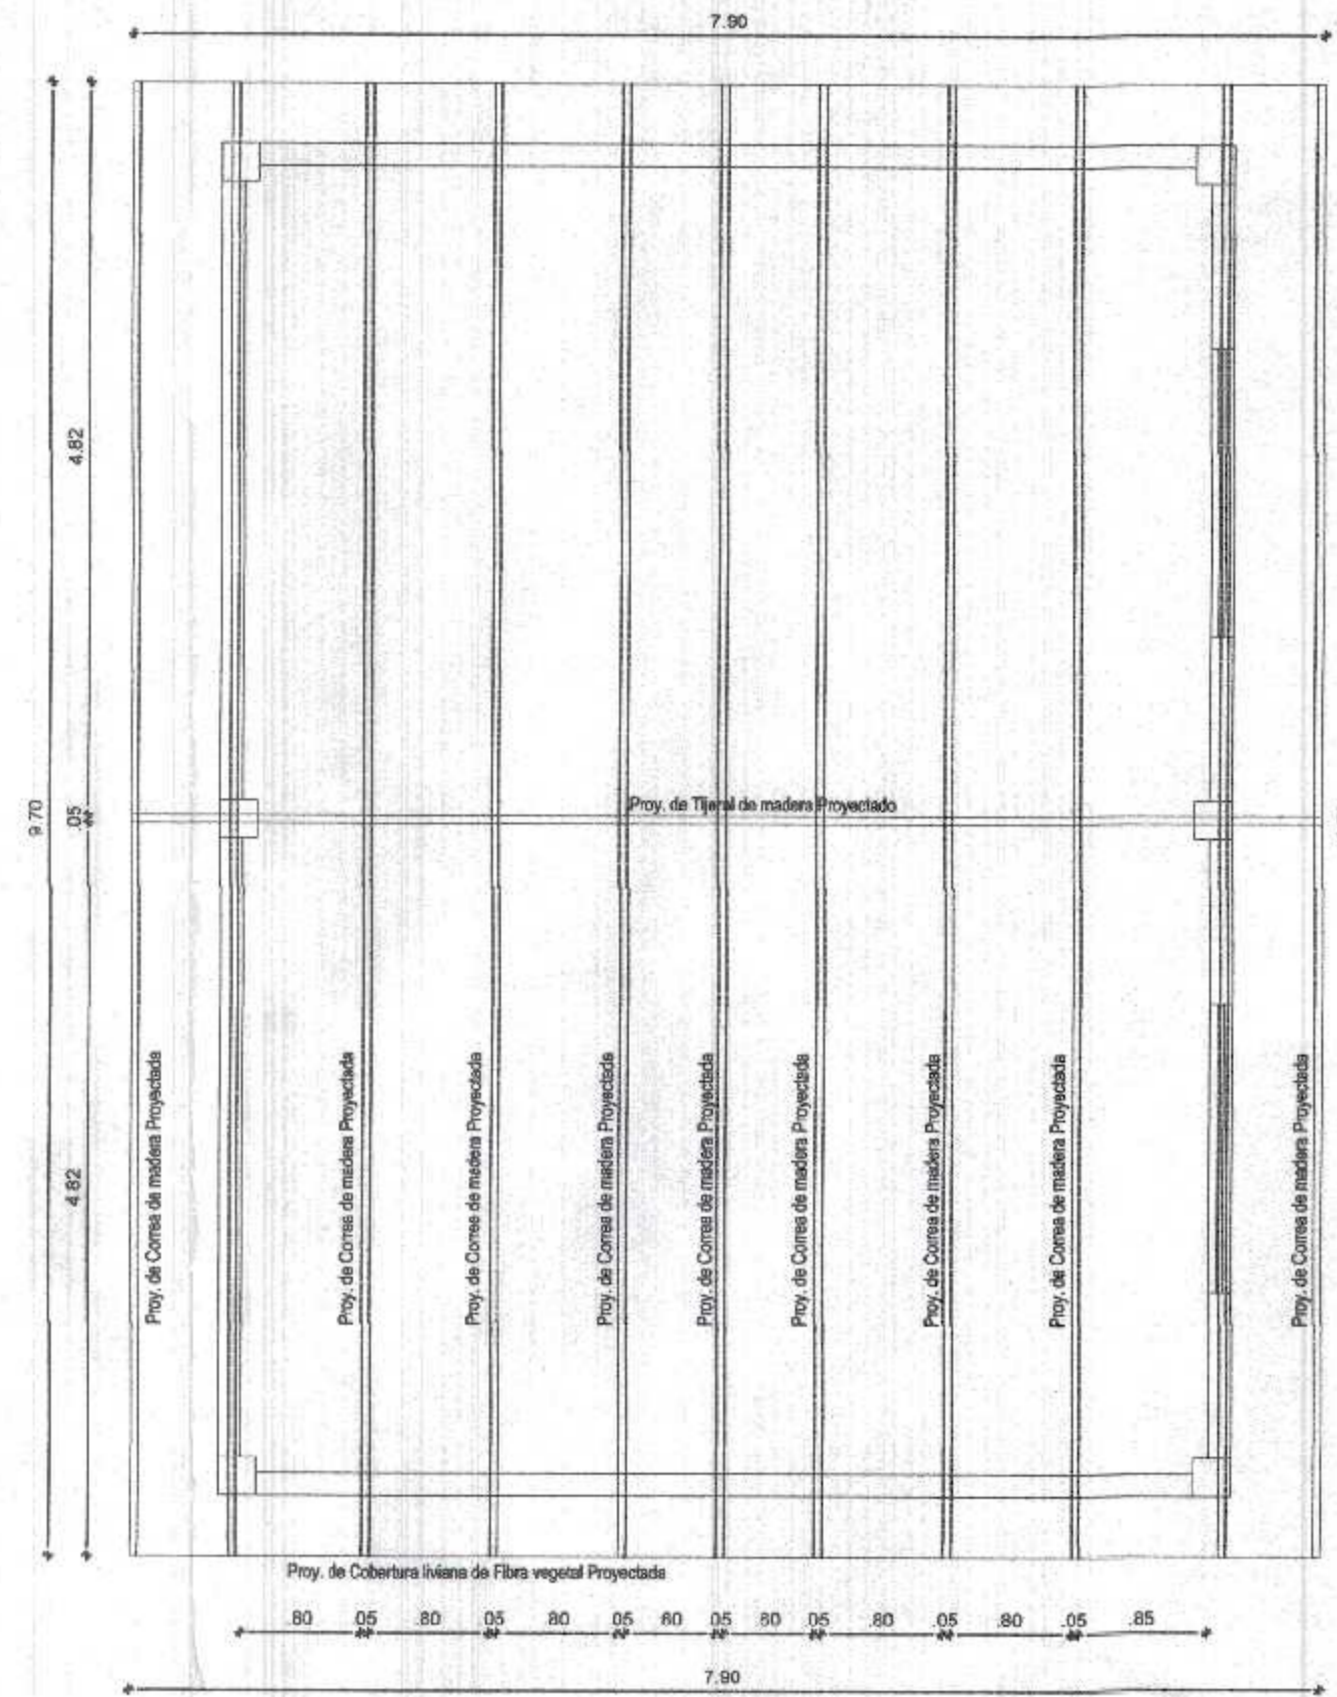 7.90
4.82
9.70
.05
Proy. de Tijeral de madera Proyectado
4.82
Proy. de Correa de madera Proyectada
Proy. de Correa de madera Proyectada
Proy. de Correa de madera Proyectada
Proy. de Correa de madera Proyectada
Proy. de Correa de madera Proyectada
Proy. de Correa de madera Proyectada
Proy. de Correa de madera Proyectada
Proy. de Correa de madera Proyectada
Proy. de Correa de madera Proyectada
Proy. de Cobertura liviana de Fibra vegetal Proyectada
.80 .05 .80 .05 .80 .05 .60 .05 .60 .05 .80 .05 .80 .05 .85
7.90